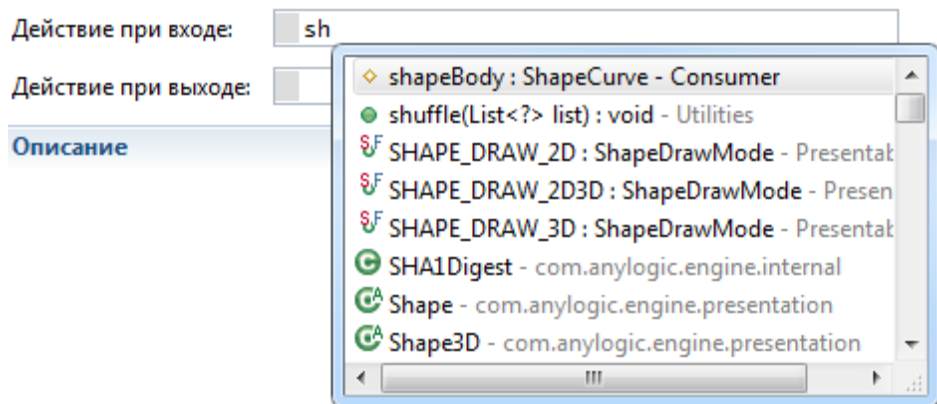 Действие при входе: sh
shapeBody : ShapeCurve - Consumer
Действие при выходе:
shuffle(List<?> list) : void - Utilities
Описание
SHAPE_DRAW_2D : ShapeDrawMode - Presentat
SHAPE_DRAW_2D3D : ShapeDrawMode - Presen
SHAPE_DRAW_3D : ShapeDrawMode - Presentat
SHA1Digest - com.anylogic.engine.internal
Shape - com.anylogic.engine.presentation
Shape3D - com.anylogic.engine.presentation